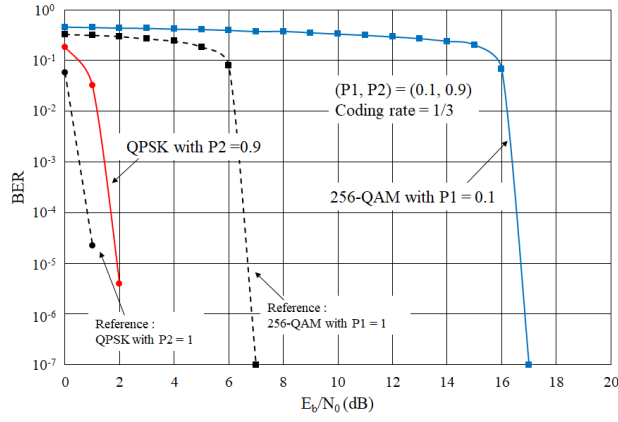 10^0
10^-1
10^-2
10^-3
10^-4
10^-5
10^-6
10^-7
BER
(P1, P2) = (0.1, 0.9)
Coding rate = 1/3
QPSK with P2 =0.9
256-QAM with P1 = 0.1
Reference :
QPSK with P2 = 1
Reference :
256-QAM with P1 = 1
0 2 4 6 8 10 12 14 16 18 20
E_b/N_0 (dB)